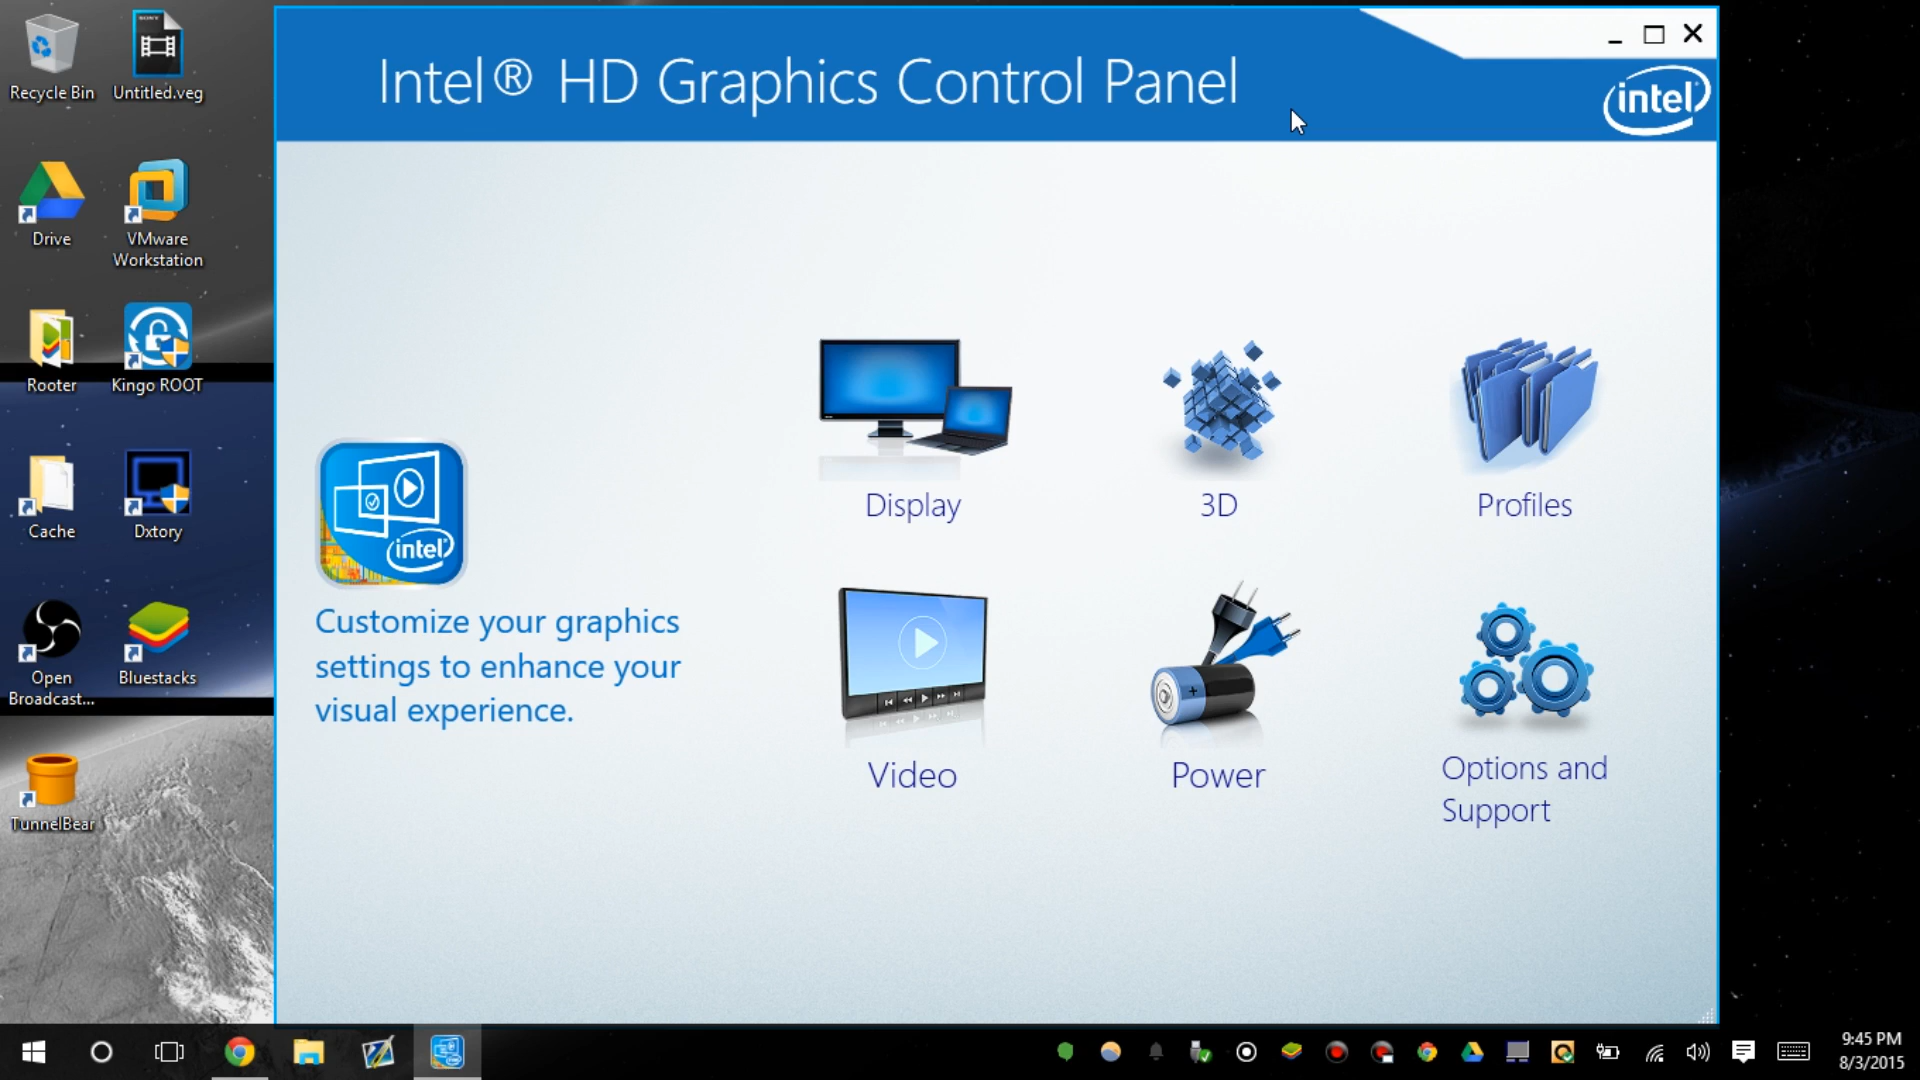 Intel® HD Graphics Control Panel
intel
Recycle Bin
Untitled.veg
SONY
Drive
VMware
Workstation
Rooter
Kingo ROOT
Cache
Dxtory
Open
Broadcast...
Bluestacks
TunnelBear
intel
Customize your graphics
settings to enhance your
visual experience.
Display
3D
Profiles
Video
Power
Options and
Support
9:45 PM
8/3/2015